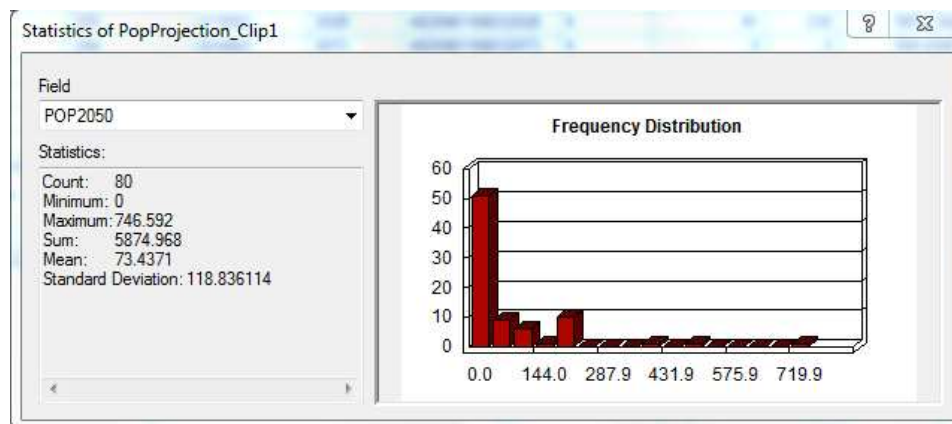 Statistics of PopProjection_Clip1
Field
POP2050
Statistics:
Count: 80
Minimum: 0
Maximum: 746.592
Sum: 5874.968
Mean: 73.4371
Standard Deviation: 118.836114
Frequency Distribution
60
50
40
30
20
10
0
0.0 144.0 287.9 431.9 575.9 719.9